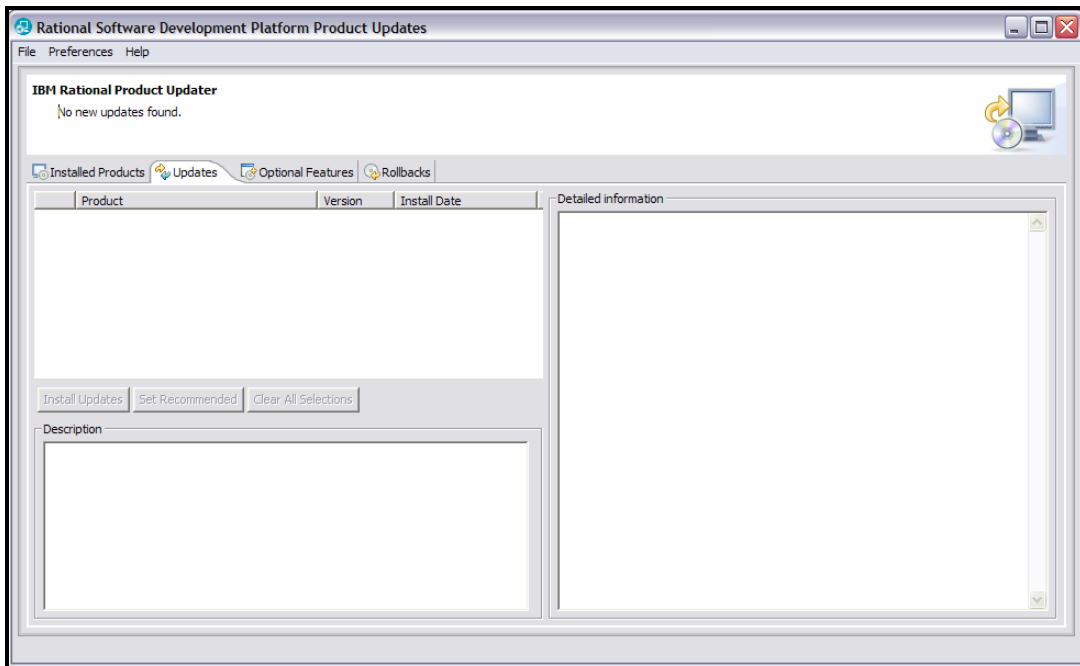 Rational Software Development Platform Product Updates
File Preferences Help
IBM Rational Product Updater
No new updates found.
Installed Products Updates Optional Features Rollbacks
Product Version Install Date
Detailed information
Install Updates Set Recommended Clear All Selections
Description